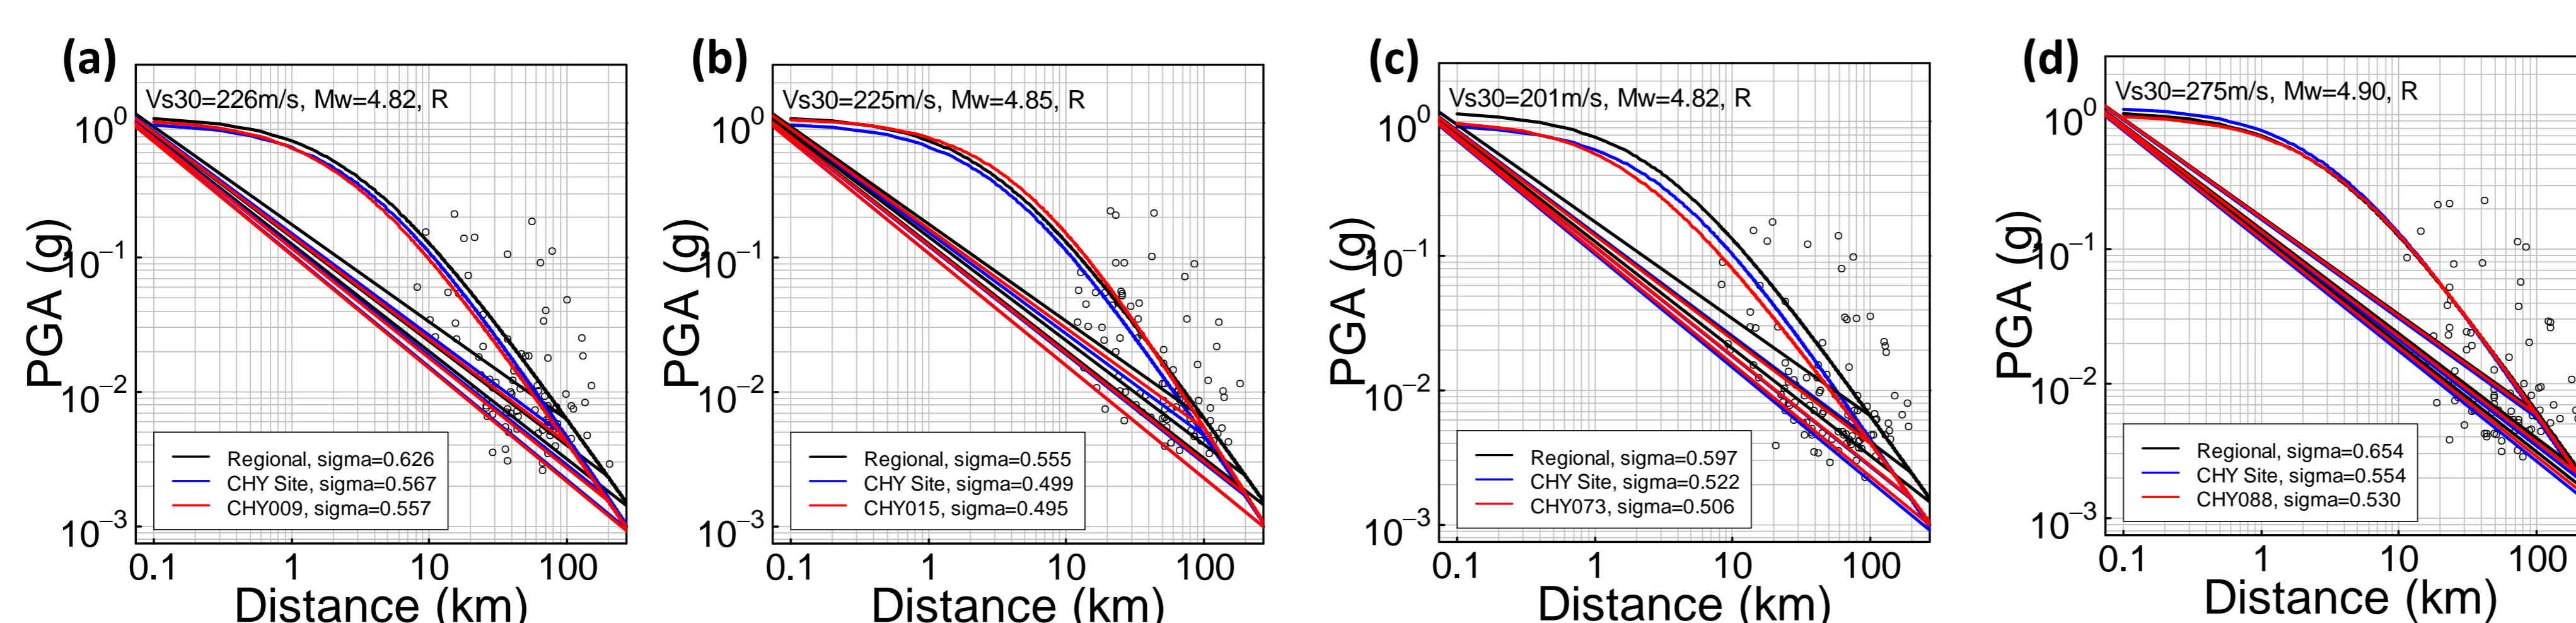 (a)
Vs30=226m/s, Mw=4.82, R
PGA (g)
10^0
10^-1
10^-2
10^-3
Regional, sigma=0.626
CHY Site, sigma=0.567
CHY009, sigma=0.557
0.1 1 10 100
Distance (km)
(b)
Vs30=225m/s, Mw=4.85, R
PGA (g)
10^0
10^-1
10^-2
10^-3
Regional, sigma=0.555
CHY Site, sigma=0.499
CHY015, sigma=0.495
0.1 1 10 100
Distance (km)
(c)
Vs30=201m/s, Mw=4.82, R
PGA (g)
10^0
10^-1
10^-2
10^-3
Regional, sigma=0.597
CHY Site, sigma=0.522
CHY073, sigma=0.506
0.1 1 10 100
Distance (km)
(d)
Vs30=275m/s, Mw=4.90, R
PGA (g)
10^0
10^-1
10^-2
10^-3
Regional, sigma=0.654
CHY Site, sigma=0.554
CHY088, sigma=0.530
0.1 1 10 100
Distance (km)